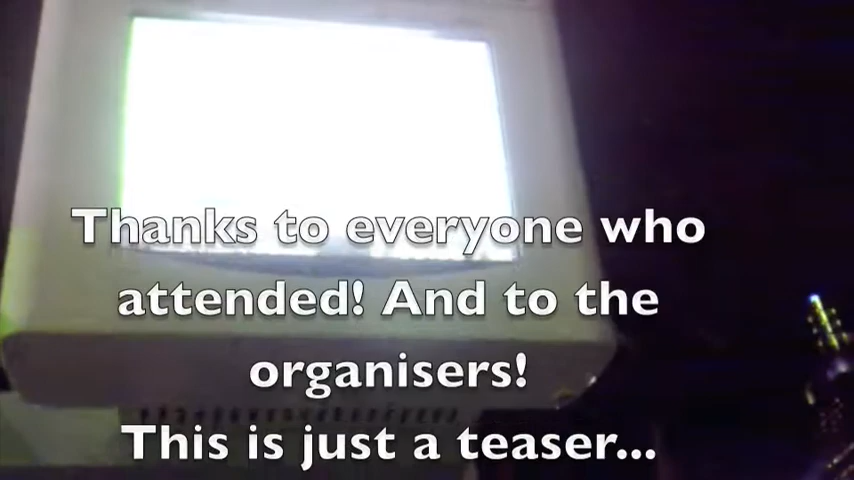 Thanks to everyone who
attended! And to the
organisers!
This is just a teaser...